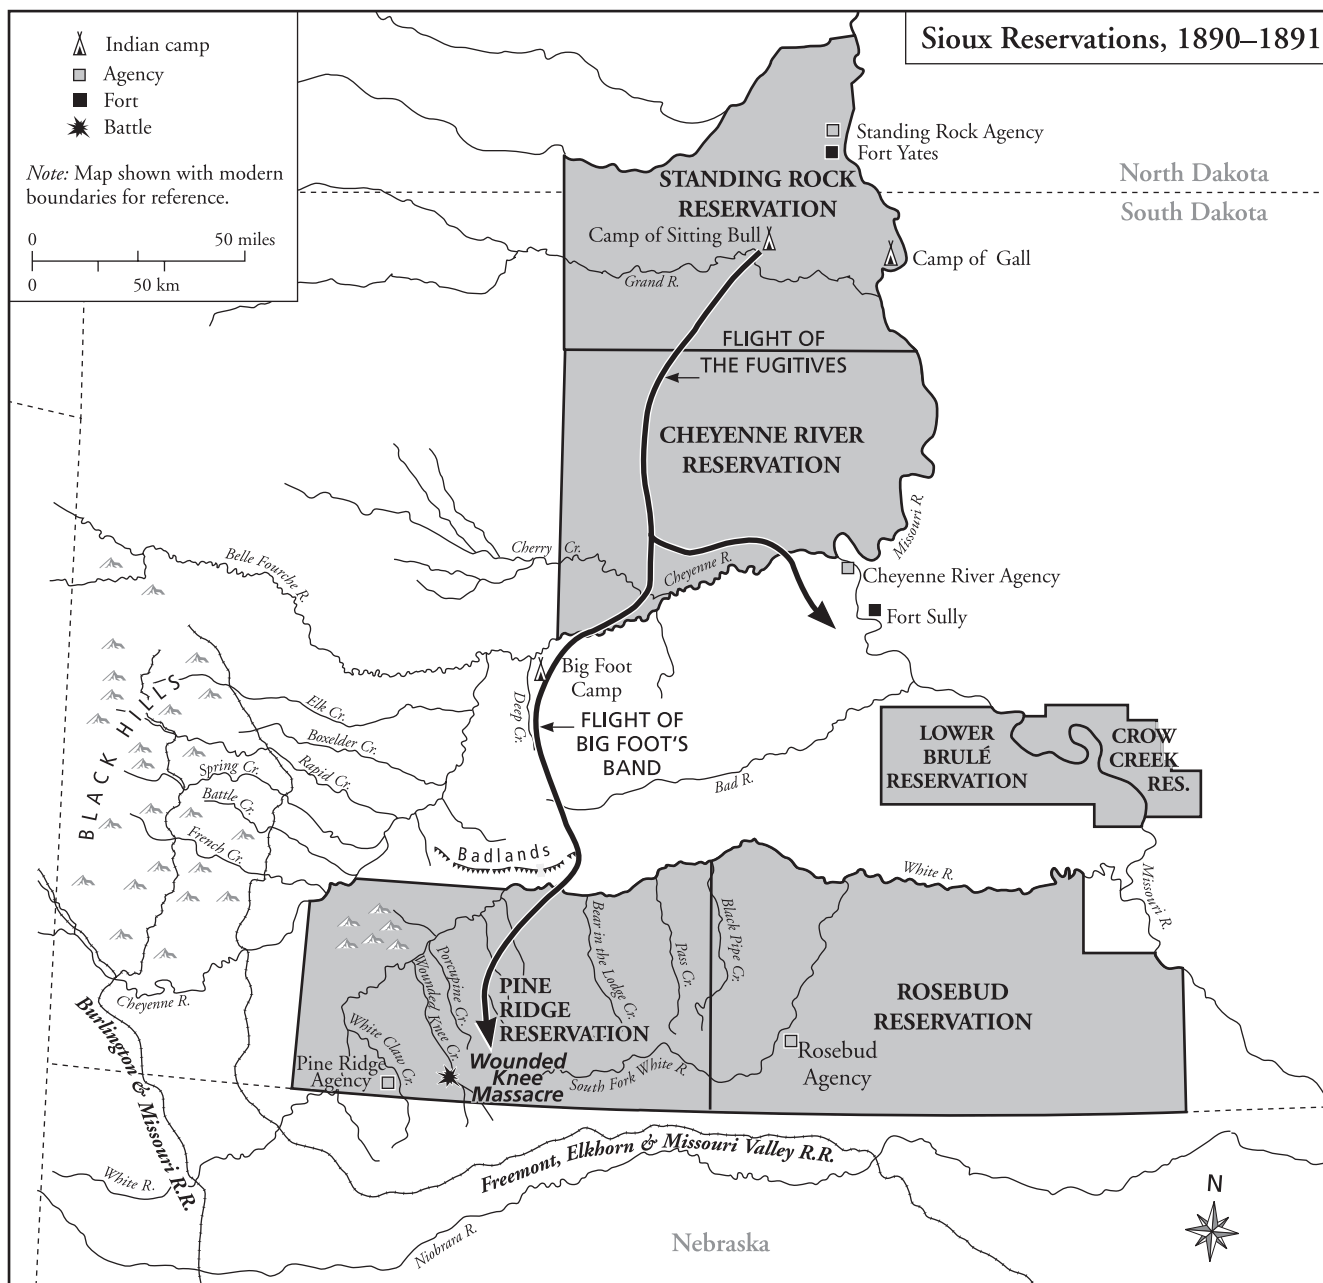 Sioux Reservations, 1890–1891
Indian camp
Agency
Fort
Battle
Note: Map shown with modern
boundaries for reference.
0
50 miles
0
50 km
Standing Rock Agency
Fort Yates
North Dakota
South Dakota
STANDING ROCK
RESERVATION
Camp of Sitting Bull
Camp of Gall
Grand R.
FLIGHT OF
THE FUGITIVES
CHEYENNE RIVER
RESERVATION
Missouri R.
Cherry Cr.
Belle Fourche R.
Cheyenne R.
Cheyenne River Agency
Fort Sully
Big Foot
Camp
Deep Cr.
FLIGHT OF
BIG FOOT'S
BAND
BLACK HILLS
Elk Cr.
Boxelder Cr.
Rapid Cr.
Spring Cr.
Battle Cr.
French Cr.
Bad R.
LOWER
BRULÉ
RESERVATION
CROW
CREEK
RES.
Badlands
White R.
Missouri R.
Bear in the Lodge Cr.
Pass Cr.
Black Pipe Cr.
Porcupine Cr.
Wounded Knee Cr.
White Claw Cr.
PINE
RIDGE
RESERVATION
ROSEBUD
RESERVATION
Cheyenne R.
Burlington & Missouri R.R.
Pine Ridge
Agency
Wounded
Knee
Massacre
South Fork White R.
Rosebud
Agency
Freemont, Elkhorn & Missouri Valley R.R.
White R.
Niobrara R.
Nebraska
N